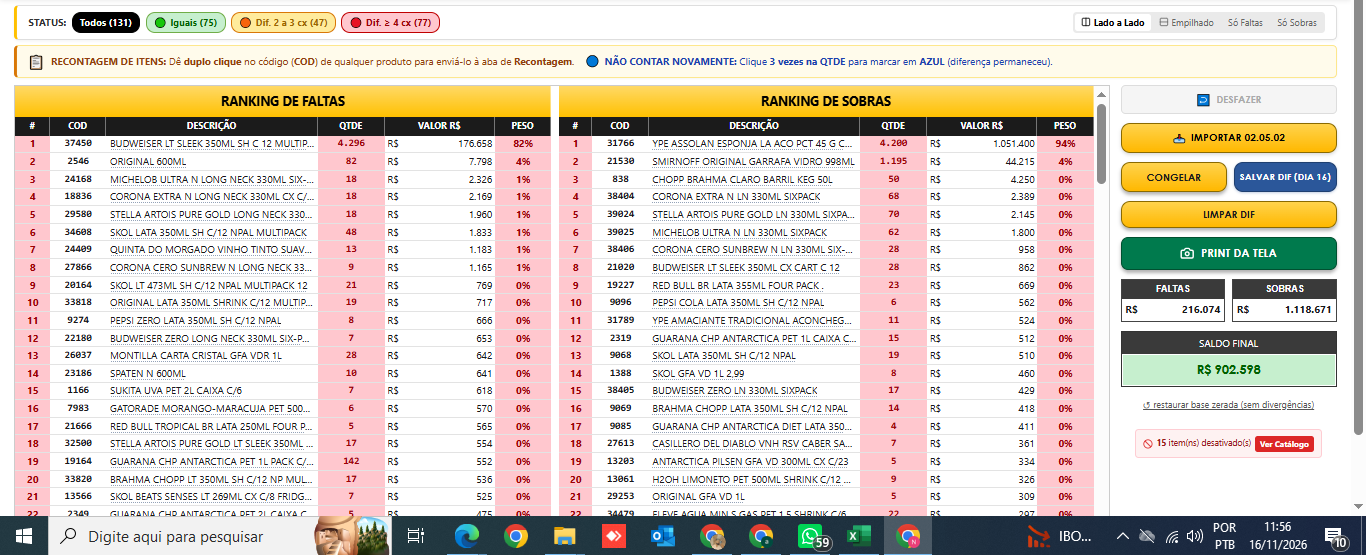 STATUS: Todos (131) Iguais (75) Dif. 2 a 3 cx (47) Dif. ≥ 4 cx (77) Lado a Lado Empilhado Só Faltas Só Sobras
RECONTAGEM DE ITENS: Dê duplo clique no código (COD) de qualquer produto para enviá-lo à aba de Recontagem. NÃO CONTAR NOVAMENTE: Clique 3 vezes na QTDE para marcar em AZUL (diferença permaneceu).
RANKING DE FALTAS
# COD DESCRIÇÃO QTDE VALOR R$ PESO
1 37450 BUDWEISER LT SLEEK 350ML SH C 12 MULTIP... 4.296 R$ 176.658 82%
2 2546 ORIGINAL 600ML 82 R$ 7.798 4%
3 24168 MICHELOB ULTRA N LONG NECK 330ML SIX-... 18 R$ 2.326 1%
4 18836 CORONA EXTRA N LONG NECK 330ML CX C/... 18 R$ 2.169 1%
5 29580 STELLA ARTOIS PURE GOLD LONG NECK 330... 18 R$ 1.960 1%
6 34608 SKOL LATA 350ML SH C/12 NPAL MULTIPACK 48 R$ 1.833 1%
7 24409 QUINTA DO MORGADO VINHO TINTO SUAV... 13 R$ 1.183 1%
8 27866 CORONA CERO SUNBREW N LONG NECK 33... 9 R$ 1.165 1%
9 20164 SKOL LT 473ML SH C/12 NPAL MULTIPACK 12 21 R$ 769 0%
10 33818 ORIGINAL LATA 350ML SHRINK C/12 MULTIP... 19 R$ 717 0%
11 9274 PEPSI ZERO LATA 350ML SH C/12 NPAL 8 R$ 666 0%
12 22180 BUDWEISER ZERO LONG NECK 330ML SIX-P... 7 R$ 653 0%
13 26037 MONTILLA CARTA CRISTAL GFA VDR 1L 28 R$ 642 0%
14 23186 SPATEN N 600ML 10 R$ 641 0%
15 1166 SUKITA UVA PET 2L CAIXA C/6 7 R$ 618 0%
16 7983 GATORADE MORANGO-MARACUJA PET 500... 6 R$ 570 0%
17 21666 RED BULL TROPICAL BR LATA 250ML FOUR P... 5 R$ 565 0%
18 32500 STELLA ARTOIS PURE GOLD LT SLEEK 350ML ... 17 R$ 554 0%
19 19164 GUARANA CHP ANTARCTICA PET 1L PACK C/... 142 R$ 552 0%
20 33820 BRAHMA CHOPP LT 350ML SH C/12 NP MUL... 17 R$ 536 0%
21 13566 SKOL BEATS SENSES LT 269ML CX C/8 FRIDG... 7 R$ 525 0%
22 2349 GUARANA CHP ANTARCTICA PET 2L CAIXA C... 5 R$ 475 0%
RANKING DE SOBRAS
# COD DESCRIÇÃO QTDE VALOR R$ PESO
1 31766 YPE ASSOLAN ESPONJA LA ACO PCT 45 G C... 4.200 R$ 1.051.400 94%
2 21530 SMIRNOFF ORIGINAL GARRAFA VIDRO 998ML 1.195 R$ 44.215 4%
3 838 CHOPP BRAHMA CLARO BARRIL KEG 50L 50 R$ 4.250 0%
4 38404 CORONA EXTRA N LN 330ML SIXPACK 68 R$ 2.389 0%
5 39024 STELLA ARTOIS PURE GOLD LN 330ML SIXPA... 70 R$ 2.145 0%
6 39025 MICHELOB ULTRA N LN 330ML SIXPACK 62 R$ 1.800 0%
7 38406 CORONA CERO SUNBREW N LN 330ML SIX-... 28 R$ 958 0%
8 21020 BUDWEISER LT SLEEK 350ML CX CART C 12 28 R$ 862 0%
9 19227 RED BULL BR LATA 355ML FOUR PACK . 23 R$ 669 0%
10 9096 PEPSI COLA LATA 350ML SH C/12 NPAL 6 R$ 562 0%
11 31789 YPE AMACIANTE TRADICIONAL ACONCHEG... 11 R$ 524 0%
12 2319 GUARANA CHP ANTARCTICA PET 1L CAIXA C... 15 R$ 512 0%
13 9068 SKOL LATA 350ML SH C/12 NPAL 19 R$ 510 0%
14 1388 SKOL GFA VD 1L 2,99 8 R$ 460 0%
15 38405 BUDWEISER ZERO LN 330ML SIXPACK 17 R$ 429 0%
16 9069 BRAHMA CHOPP LATA 350ML SH C/12 NPAL 14 R$ 418 0%
17 9085 GUARANA CHP ANTARCTICA DIET LATA 350... 4 R$ 411 0%
18 27613 CASILLERO DEL DIABLO VNH RSV CABER SA... 7 R$ 361 0%
19 13203 ANTARCTICA PILSEN GFA VD 300ML CX C/23 5 R$ 334 0%
20 13061 H2OH LIMONETO PET 500ML SHRINK C/12 ... 9 R$ 326 0%
21 29253 ORIGINAL GFA VD 1L 5 R$ 309 0%
22 34479 ELEVE AGUA MIN S GAS PET 1,5 SHRINK C/6 22 R$ 297 0%
DESFAZER
IMPORTAR 02.05.02
CONGELAR SALVAR DIF (DIA 16)
LIMPAR DIF
PRINT DA TELA
FALTAS SOBRAS
R$ 216.074 R$ 1.118.671
SALDO FINAL
R$ 902.598
↺ restaurar base zerada (sem divergências)
15 item(ns) desativado(s) Ver Catálogo
Digite aqui para pesquisar
59
IBO...
POR
PTB
11:56
16/11/2026
10